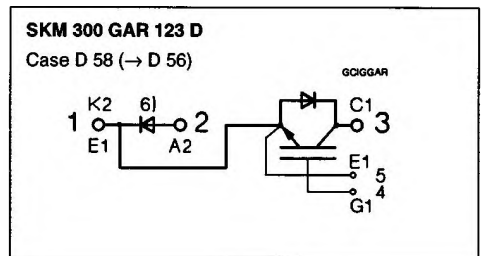 SKM 300 GAR 123 D
Case D 58 (→ D 56)
GCIGGAR
K2 6) C1
1 2 3
E1 A2
E1
5
4
G1